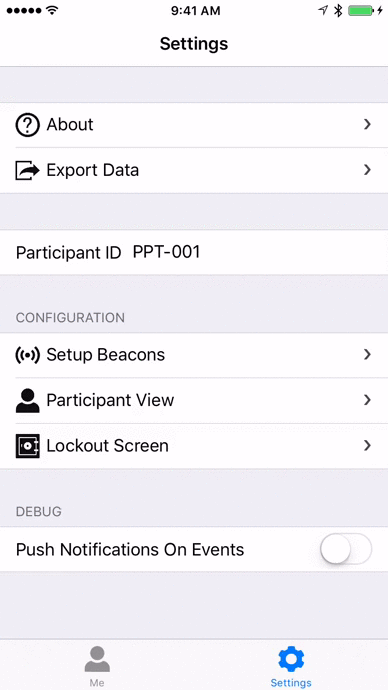 9:41 AM
Settings
About
Export Data
Participant ID PPT-001
CONFIGURATION
Setup Beacons
Participant View
Lockout Screen
DEBUG
Push Notifications On Events
Me
Settings